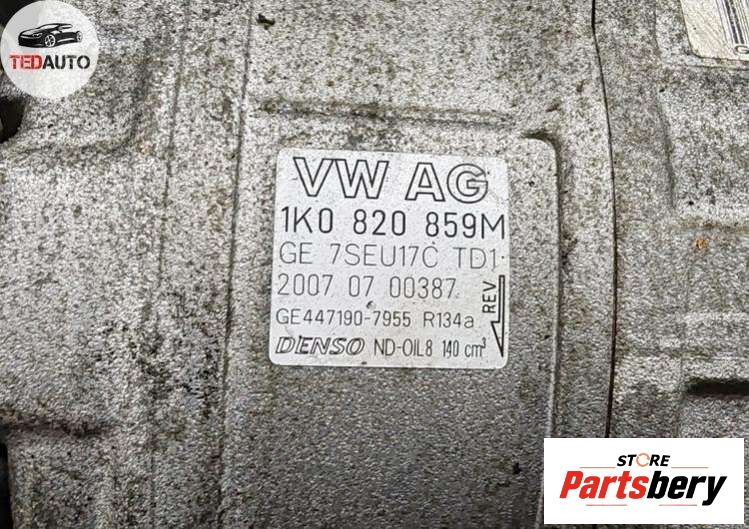 TEDAUTO
VW AG
1K0 820 859M
GE 7SEU17C TD1
2007 07 00387
REV
GE447190-7955 R134a
DENSO ND-OIL8 140 cm³
STORE
Partsbery